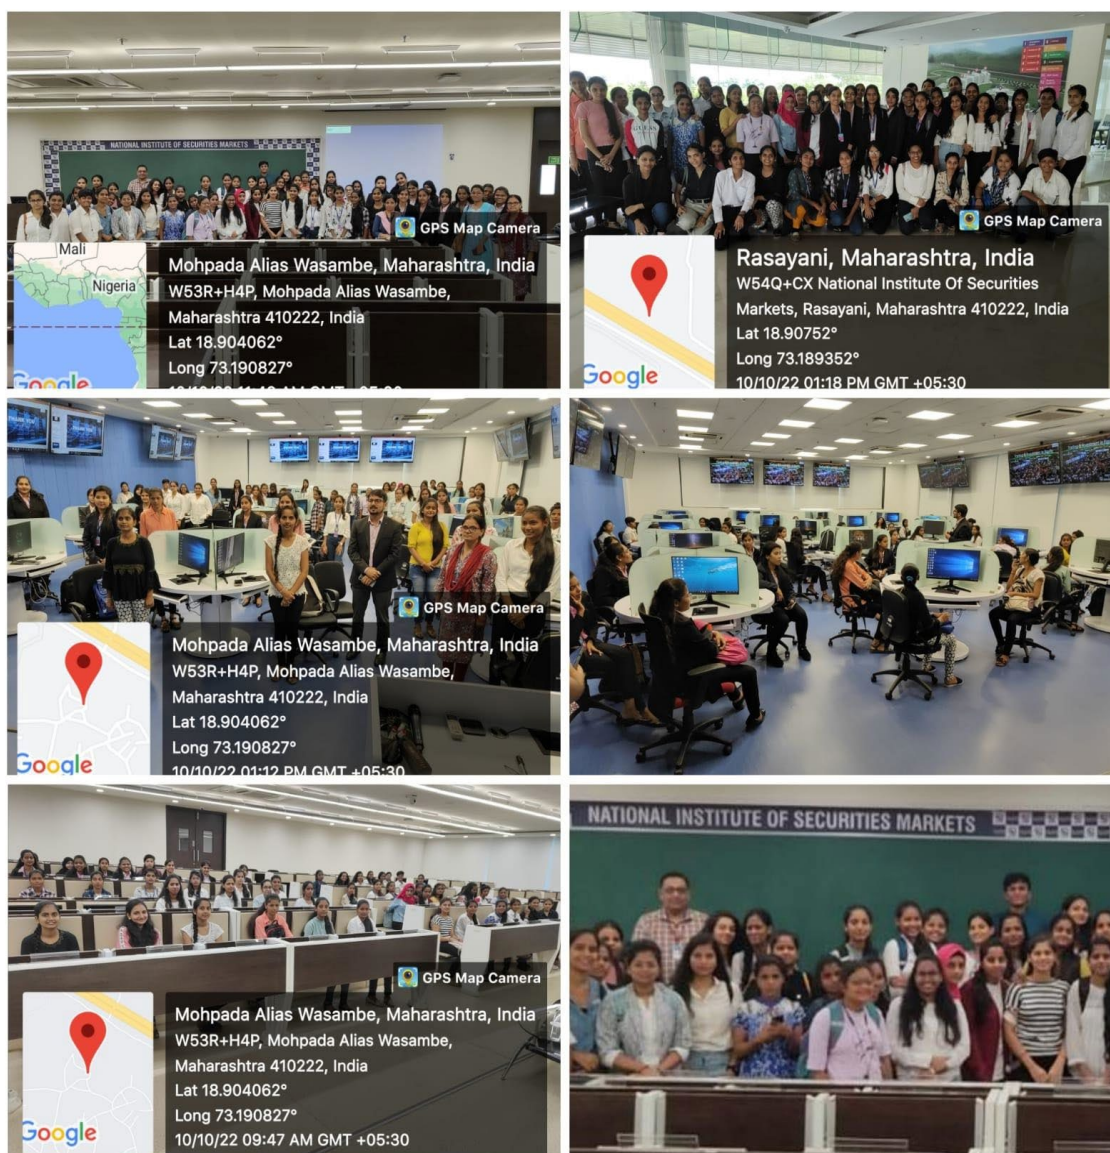 NATIONAL INSTITUTE OF SECURITIES MARKETS
GPS Map Camera
Mali
Nigeria
Google
Mohpada Alias Wasambe, Maharashtra, India
W53R+H4P, Mohpada Alias Wasambe,
Maharashtra 410222, India
Lat 18.904062°
Long 73.190827°
GUESS
GPS Map Camera
Google
Rasayani, Maharashtra, India
W54Q+CX National Institute Of Securities
Markets, Rasayani, Maharashtra 410222, India
Lat 18.90752°
Long 73.189352°
10/10/22 01:18 PM GMT +05:30
GPS Map Camera
Google
Mohpada Alias Wasambe, Maharashtra, India
W53R+H4P, Mohpada Alias Wasambe,
Maharashtra 410222, India
Lat 18.904062°
Long 73.190827°
10/10/22 01:12 PM GMT +05:30
GPS Map Camera
Google
Mohpada Alias Wasambe, Maharashtra, India
W53R+H4P, Mohpada Alias Wasambe,
Maharashtra 410222, India
Lat 18.904062°
Long 73.190827°
10/10/22 09:47 AM GMT +05:30
NATIONAL INSTITUTE OF SECURITIES MARKETS